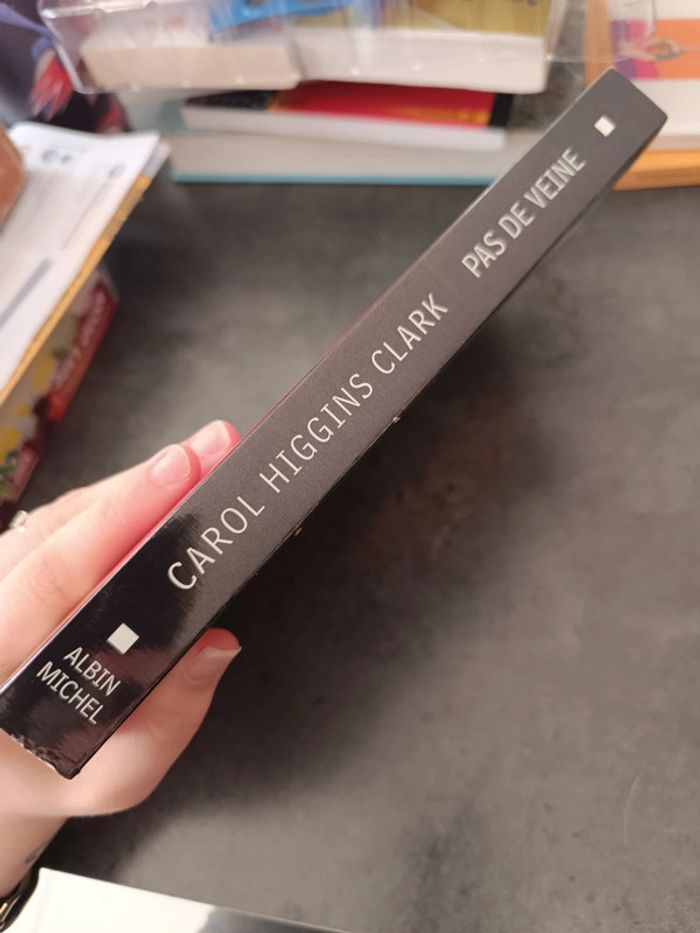 CAROL HIGGINS CLARK PAS DE VEINE
ALBIN
MICHEL